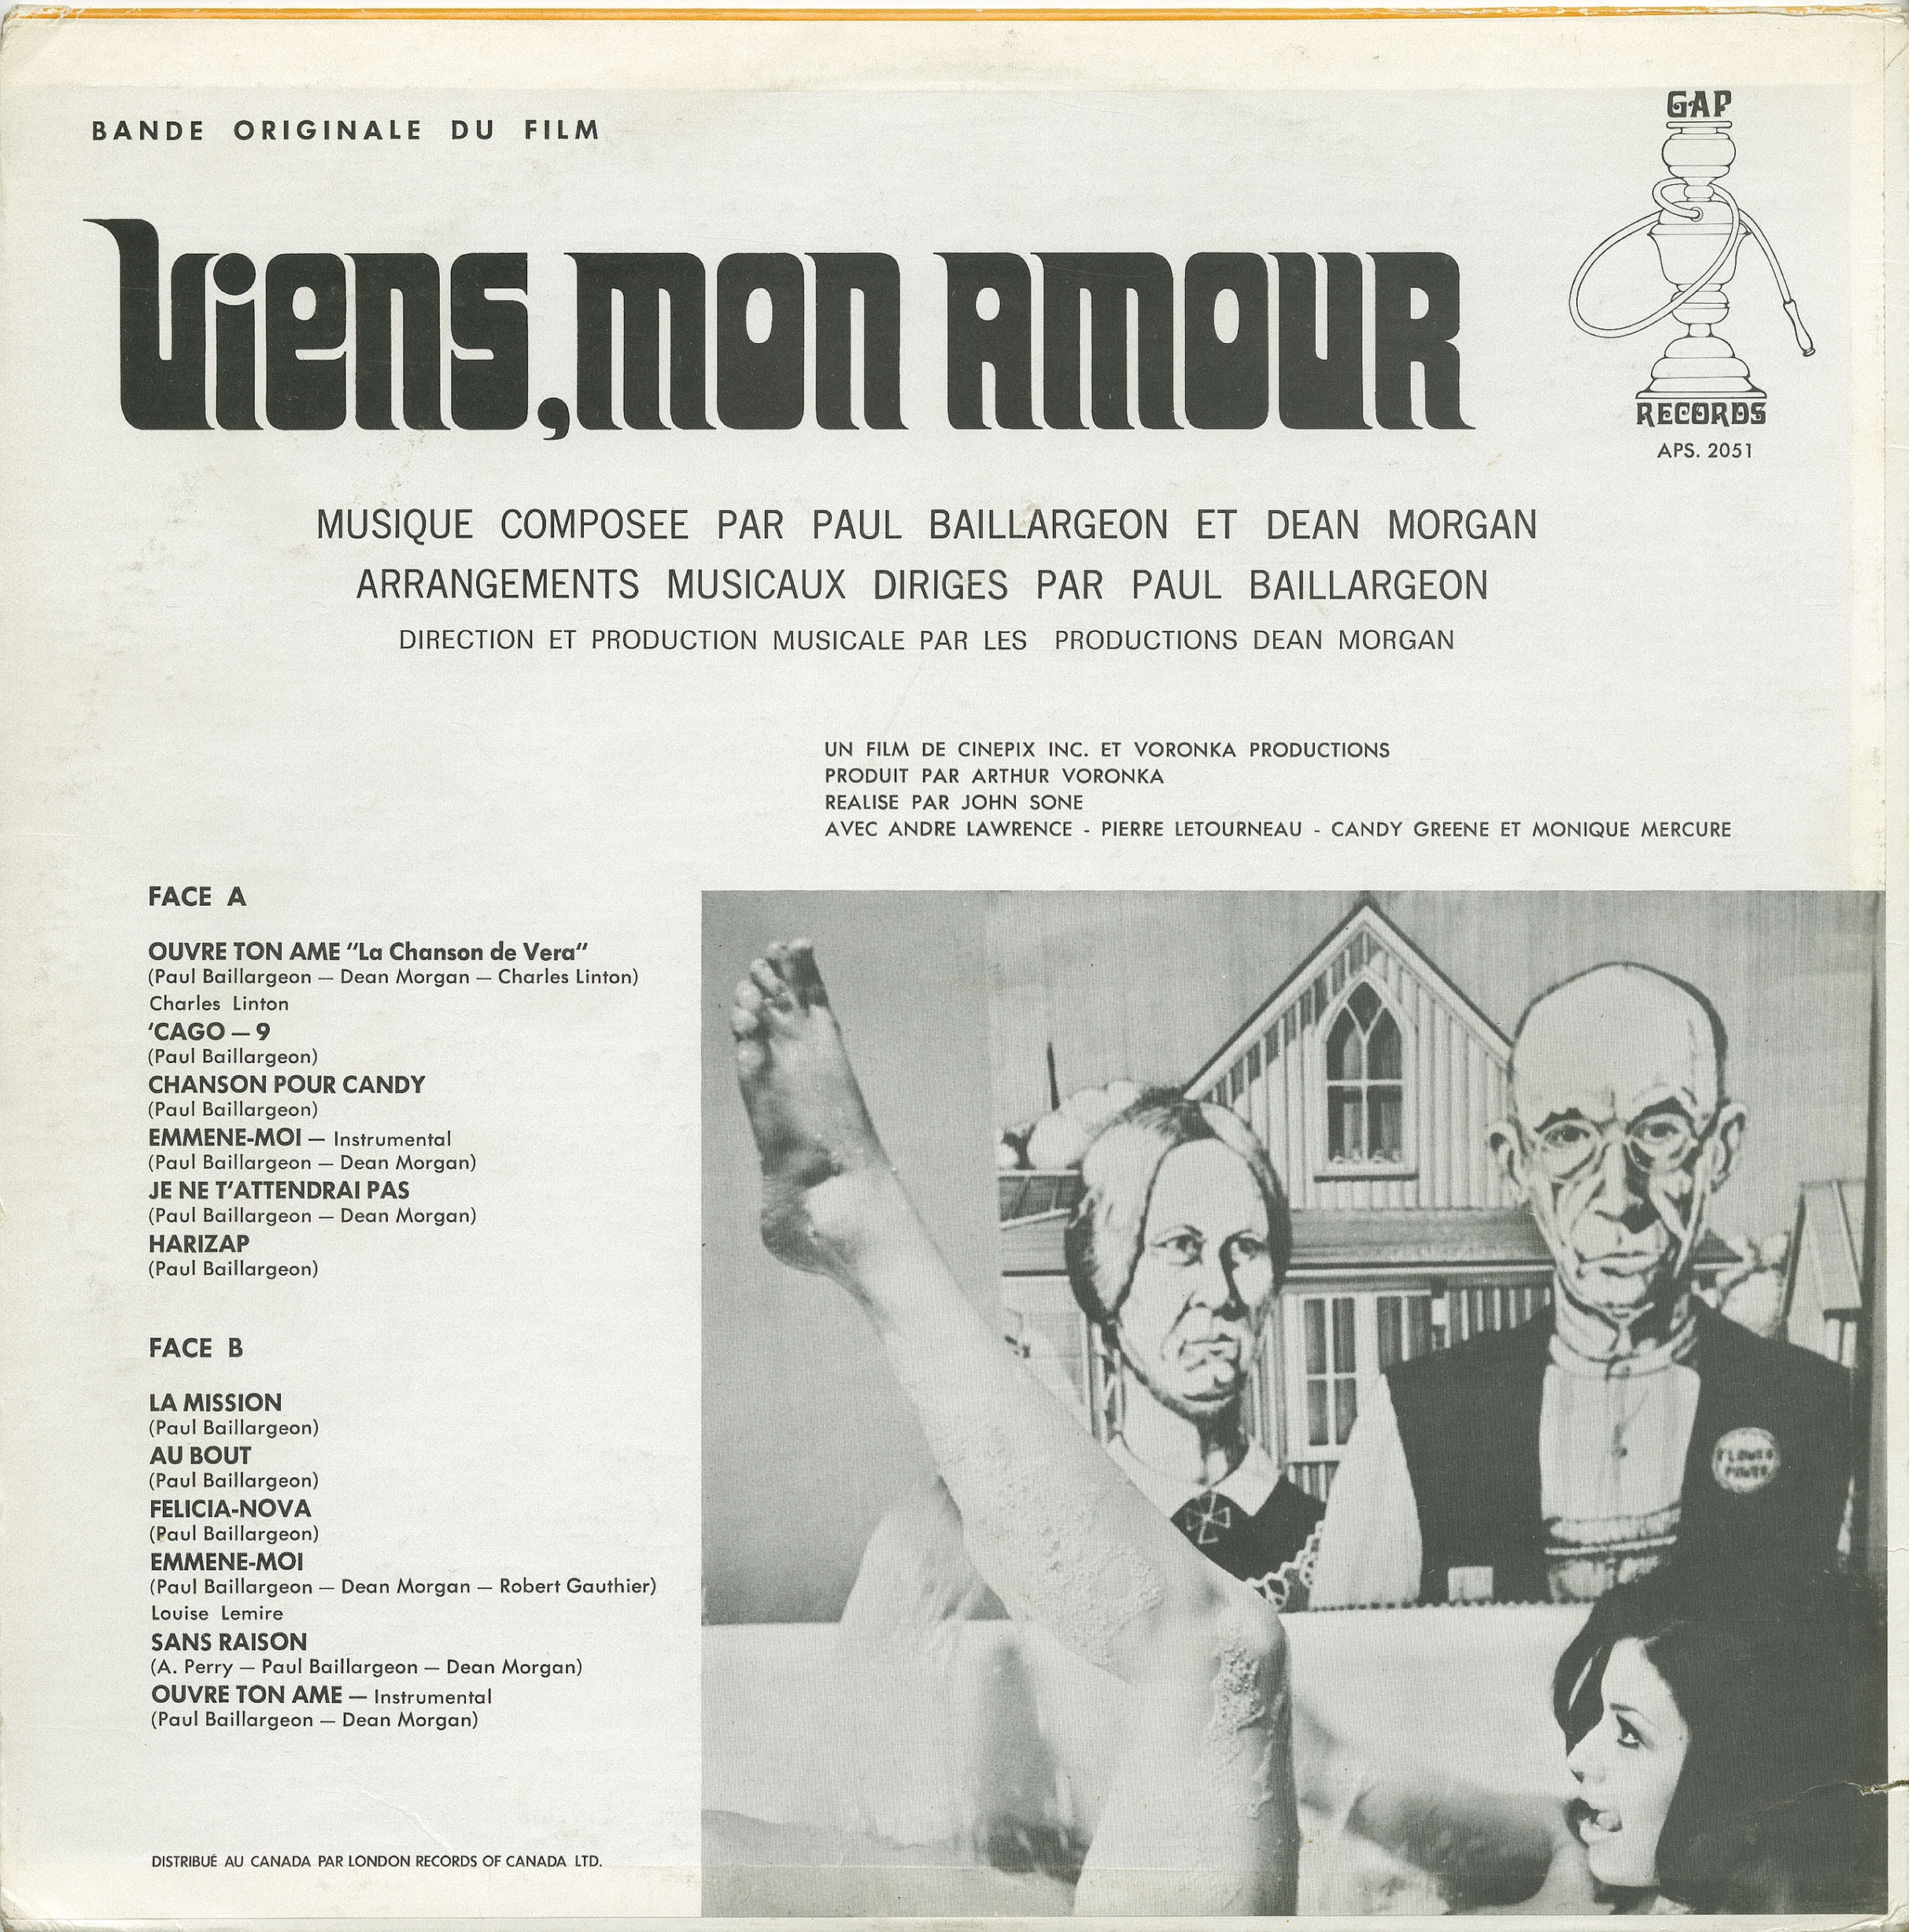 BANDE ORIGINALE DU FILM
GAP
RECORDS
APS. 2051
Viens, mon AMOUR
MUSIQUE COMPOSEE PAR PAUL BAILLARGEON ET DEAN MORGAN
ARRANGEMENTS MUSICAUX DIRIGES PAR PAUL BAILLARGEON
DIRECTION ET PRODUCTION MUSICALE PAR LES PRODUCTIONS DEAN MORGAN
UN FILM DE CINEPIX INC. ET VORONKA PRODUCTIONS
PRODUIT PAR ARTHUR VORONKA
REALISE PAR JOHN SONE
AVEC ANDRE LAWRENCE - PIERRE LETOURNEAU - CANDY GREENE ET MONIQUE MERCURE
FACE A
OUVRE TON AME "La Chanson de Vera"
(Paul Baillargeon — Dean Morgan — Charles Linton)
Charles Linton
'CAGO — 9
(Paul Baillargeon)
CHANSON POUR CANDY
(Paul Baillargeon)
EMMENE-MOI — Instrumental
(Paul Baillargeon — Dean Morgan)
JE NE T'ATTENDRAI PAS
(Paul Baillargeon — Dean Morgan)
HARIZAP
(Paul Baillargeon)
FACE B
LA MISSION
(Paul Baillargeon)
AU BOUT
(Paul Baillargeon)
FELICIA-NOVA
(Paul Baillargeon)
EMMENE-MOI
(Paul Baillargeon — Dean Morgan — Robert Gauthier)
Louise Lemire
SANS RAISON
(A. Perry — Paul Baillargeon — Dean Morgan)
OUVRE TON AME — Instrumental
(Paul Baillargeon — Dean Morgan)
DISTRIBUÉ AU CANADA PAR LONDON RECORDS OF CANADA LTD.
FLOWER
POWER